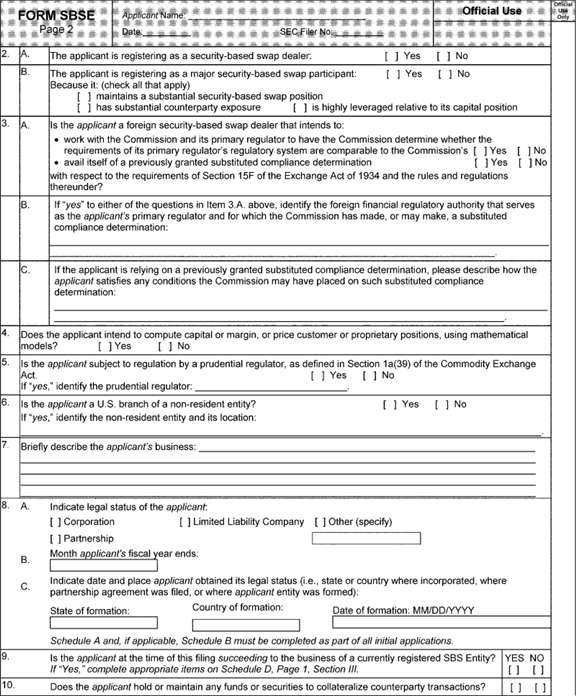 FORM SBSE
Page 2
Applicant Name:
Date: SEC Filer No:
Official Use
Official Use Only
2. A. The applicant is registering as a security-based swap dealer: [ ] Yes [ ] No
B. The applicant is registering as a major security-based swap participant: [ ] Yes [ ] No
Because it: (check all that apply)
[ ] maintains a substantial security-based swap position
[ ] has substantial counterparty exposure [ ] is highly leveraged relative to its capital position
3. A. Is the applicant a foreign security-based swap dealer that intends to:
• work with the Commission and its primary regulator to have the Commission determine whether the
requirements of its primary regulator's regulatory system are comparable to the Commission's [ ] Yes [ ] No
• avail itself of a previously granted substituted compliance determination [ ] Yes [ ] No
with respect to the requirements of Section 15F of the Exchange Act of 1934 and the rules and regulations
thereunder?
B. If "yes" to either of the questions in Item 3.A. above, identify the foreign financial regulatory authority that serves
as the applicant's primary regulator and for which the Commission has made, or may make, a substituted
compliance determination:
C. If the applicant is relying on a previously granted substituted compliance determination, please describe how the
applicant satisfies any conditions the Commission may have placed on such substituted compliance
determination:
4. Does the applicant intend to compute capital or margin, or price customer or proprietary positions, using mathematical
models? [ ] Yes [ ] No
5. Is the applicant subject to regulation by a prudential regulator, as defined in Section 1a(39) of the Commodity Exchange
Act. [ ] Yes [ ] No
If "yes," identify the prudential regulator:
6. Is the applicant a U.S. branch of a non-resident entity? [ ] Yes [ ] No
If "yes," identify the non-resident entity and its location:
7. Briefly describe the applicant's business:
8. A. Indicate legal status of the applicant:
[ ] Corporation [ ] Limited Liability Company [ ] Other (specify)
[ ] Partnership
B. Month applicant's fiscal year ends:
C. Indicate date and place applicant obtained its legal status (i.e., state or country where incorporated, where
partnership agreement was filed, or where applicant entity was formed):
State of formation: Country of formation: Date of formation: MM/DD/YYYY
Schedule A and, if applicable, Schedule B must be completed as part of all initial applications.
9. Is the applicant at the time of this filing succeeding to the business of a currently registered SBS Entity? YES NO
If "Yes," complete appropriate items on Schedule D, Page 1, Section III. [ ] [ ]
10. Does the applicant hold or maintain any funds or securities to collateralize counterparty transactions? [ ] [ ]